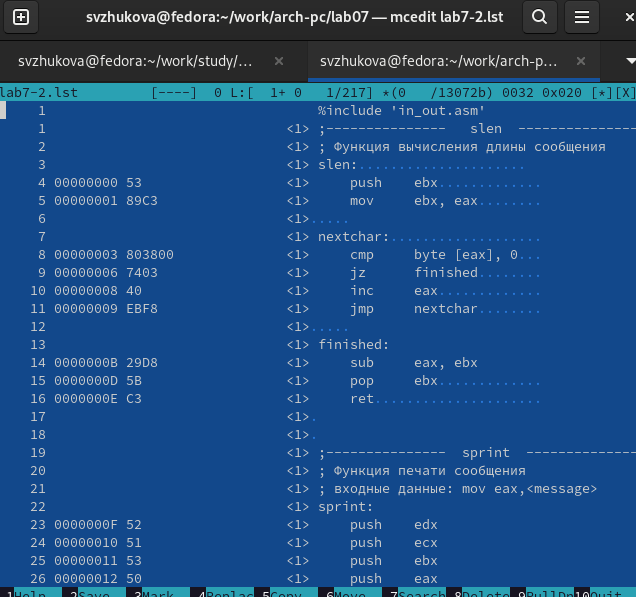 svzhukova@fedora:~/work/arch-pc/lab07 — mcedit lab7-2.lst
svzhukova@fedora:~/work/study/... × svzhukova@fedora:~/work/arch-p... ×
lab7-2.lst [----] 0 L:[ 1+ 0 1/217] *(0 /13072b) 0032 0x020 [*][X]
1 %include 'in_out.asm'
1 <1> ;--------------- slen ---------------
2 <1> ; Функция вычисления длины сообщения
3 <1> slen:.....................
4 00000000 53 <1> push ebx.............
5 00000001 89C3 <1> mov ebx, eax........
6 <1>.....
7 <1> nextchar:...................
8 00000003 803800 <1> cmp byte [eax], 0...
9 00000006 7403 <1> jz finished........
10 00000008 40 <1> inc eax.............
11 00000009 EBF8 <1> jmp nextchar........
12 <1>.....
13 <1> finished:
14 0000000B 29D8 <1> sub eax, ebx
15 0000000D 5B <1> pop ebx.............
16 0000000E C3 <1> ret.....................
17 <1>.
18 <1>.
19 <1> ;--------------- sprint --------------
20 <1> ; Функция печати сообщения
21 <1> ; входные данные: mov eax,<message>
22 <1> sprint:
23 0000000F 52 <1> push edx
24 00000010 51 <1> push ecx
25 00000011 53 <1> push ebx
26 00000012 50 <1> push eax
1Help 2Save 3Mark 4Replac 5Copy 6Move 7Search 8Delete 9PullDn 10Quit